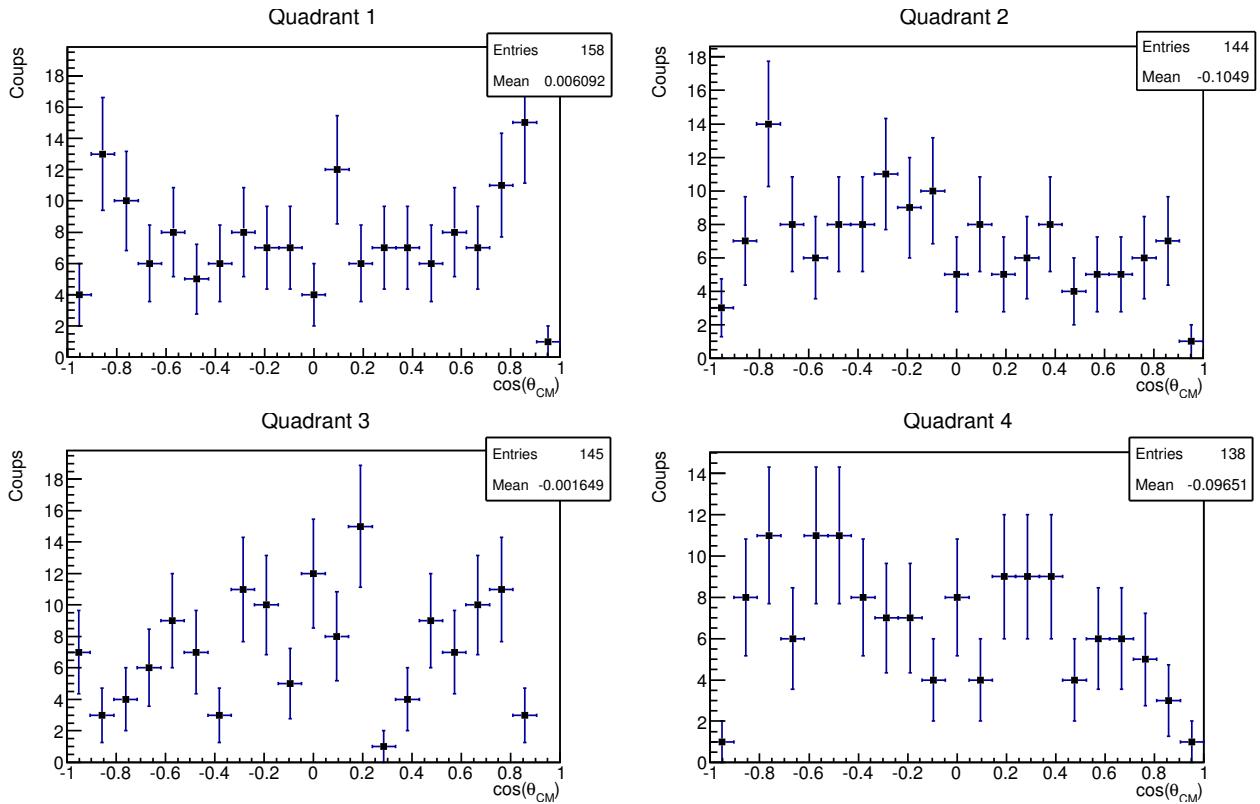 Quadrant 1
Entries 158
Mean 0.006092
Coups
18
16
14
12
10
8
6
4
2
0
-1 -0.8 -0.6 -0.4 -0.2 0 0.2 0.4 0.6 0.8 1
cos(θCM)
Quadrant 2
Entries 144
Mean -0.1049
Coups
18
16
14
12
10
8
6
4
2
0
-1 -0.8 -0.6 -0.4 -0.2 0 0.2 0.4 0.6 0.8 1
cos(θCM)
Quadrant 3
Entries 145
Mean -0.001649
Coups
18
16
14
12
10
8
6
4
2
0
-1 -0.8 -0.6 -0.4 -0.2 0 0.2 0.4 0.6 0.8 1
cos(θCM)
Quadrant 4
Entries 138
Mean -0.09651
Coups
14
12
10
8
6
4
2
0
-1 -0.8 -0.6 -0.4 -0.2 0 0.2 0.4 0.6 0.8 1
cos(θCM)